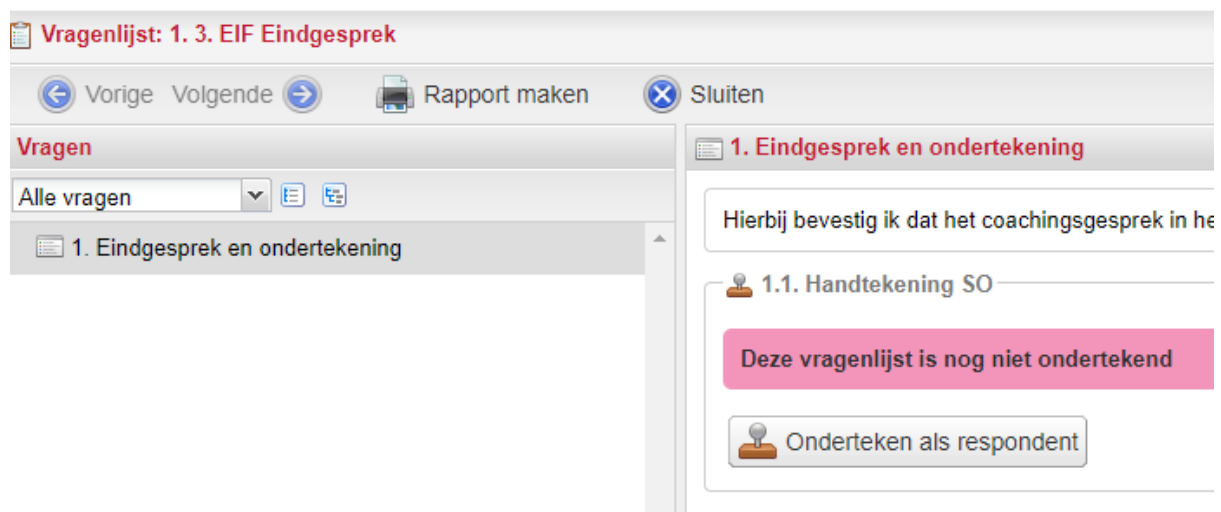 Vragenlijst: 1. 3. EIF Eindgesprek
Vorige Volgende Rapport maken Sluiten
Vragen
Alle vragen
1. Eindgesprek en ondertekening
1. Eindgesprek en ondertekening
Hierbij bevestig ik dat het coachingsgesprek in he
1.1. Handtekening SO
Deze vragenlijst is nog niet ondertekend
Onderteken als respondent